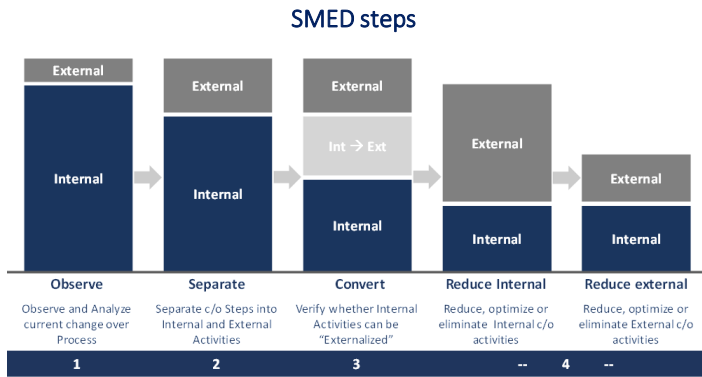 SMED steps
External
Internal
External
Internal
External
Int → Ext
Internal
External
Internal
External
Internal
Observe
Observe and Analyze
current change over
Process
Separate
Separate c/o Steps into
Internal and External
Activities
Convert
Verify whether Internal
Activities can be
“Externalized”
Reduce Internal
Reduce, optimize or
eliminate Internal c/o
activities
Reduce external
Reduce, optimize or
eliminate External c/o
activities
1
2
3
-- 4 --